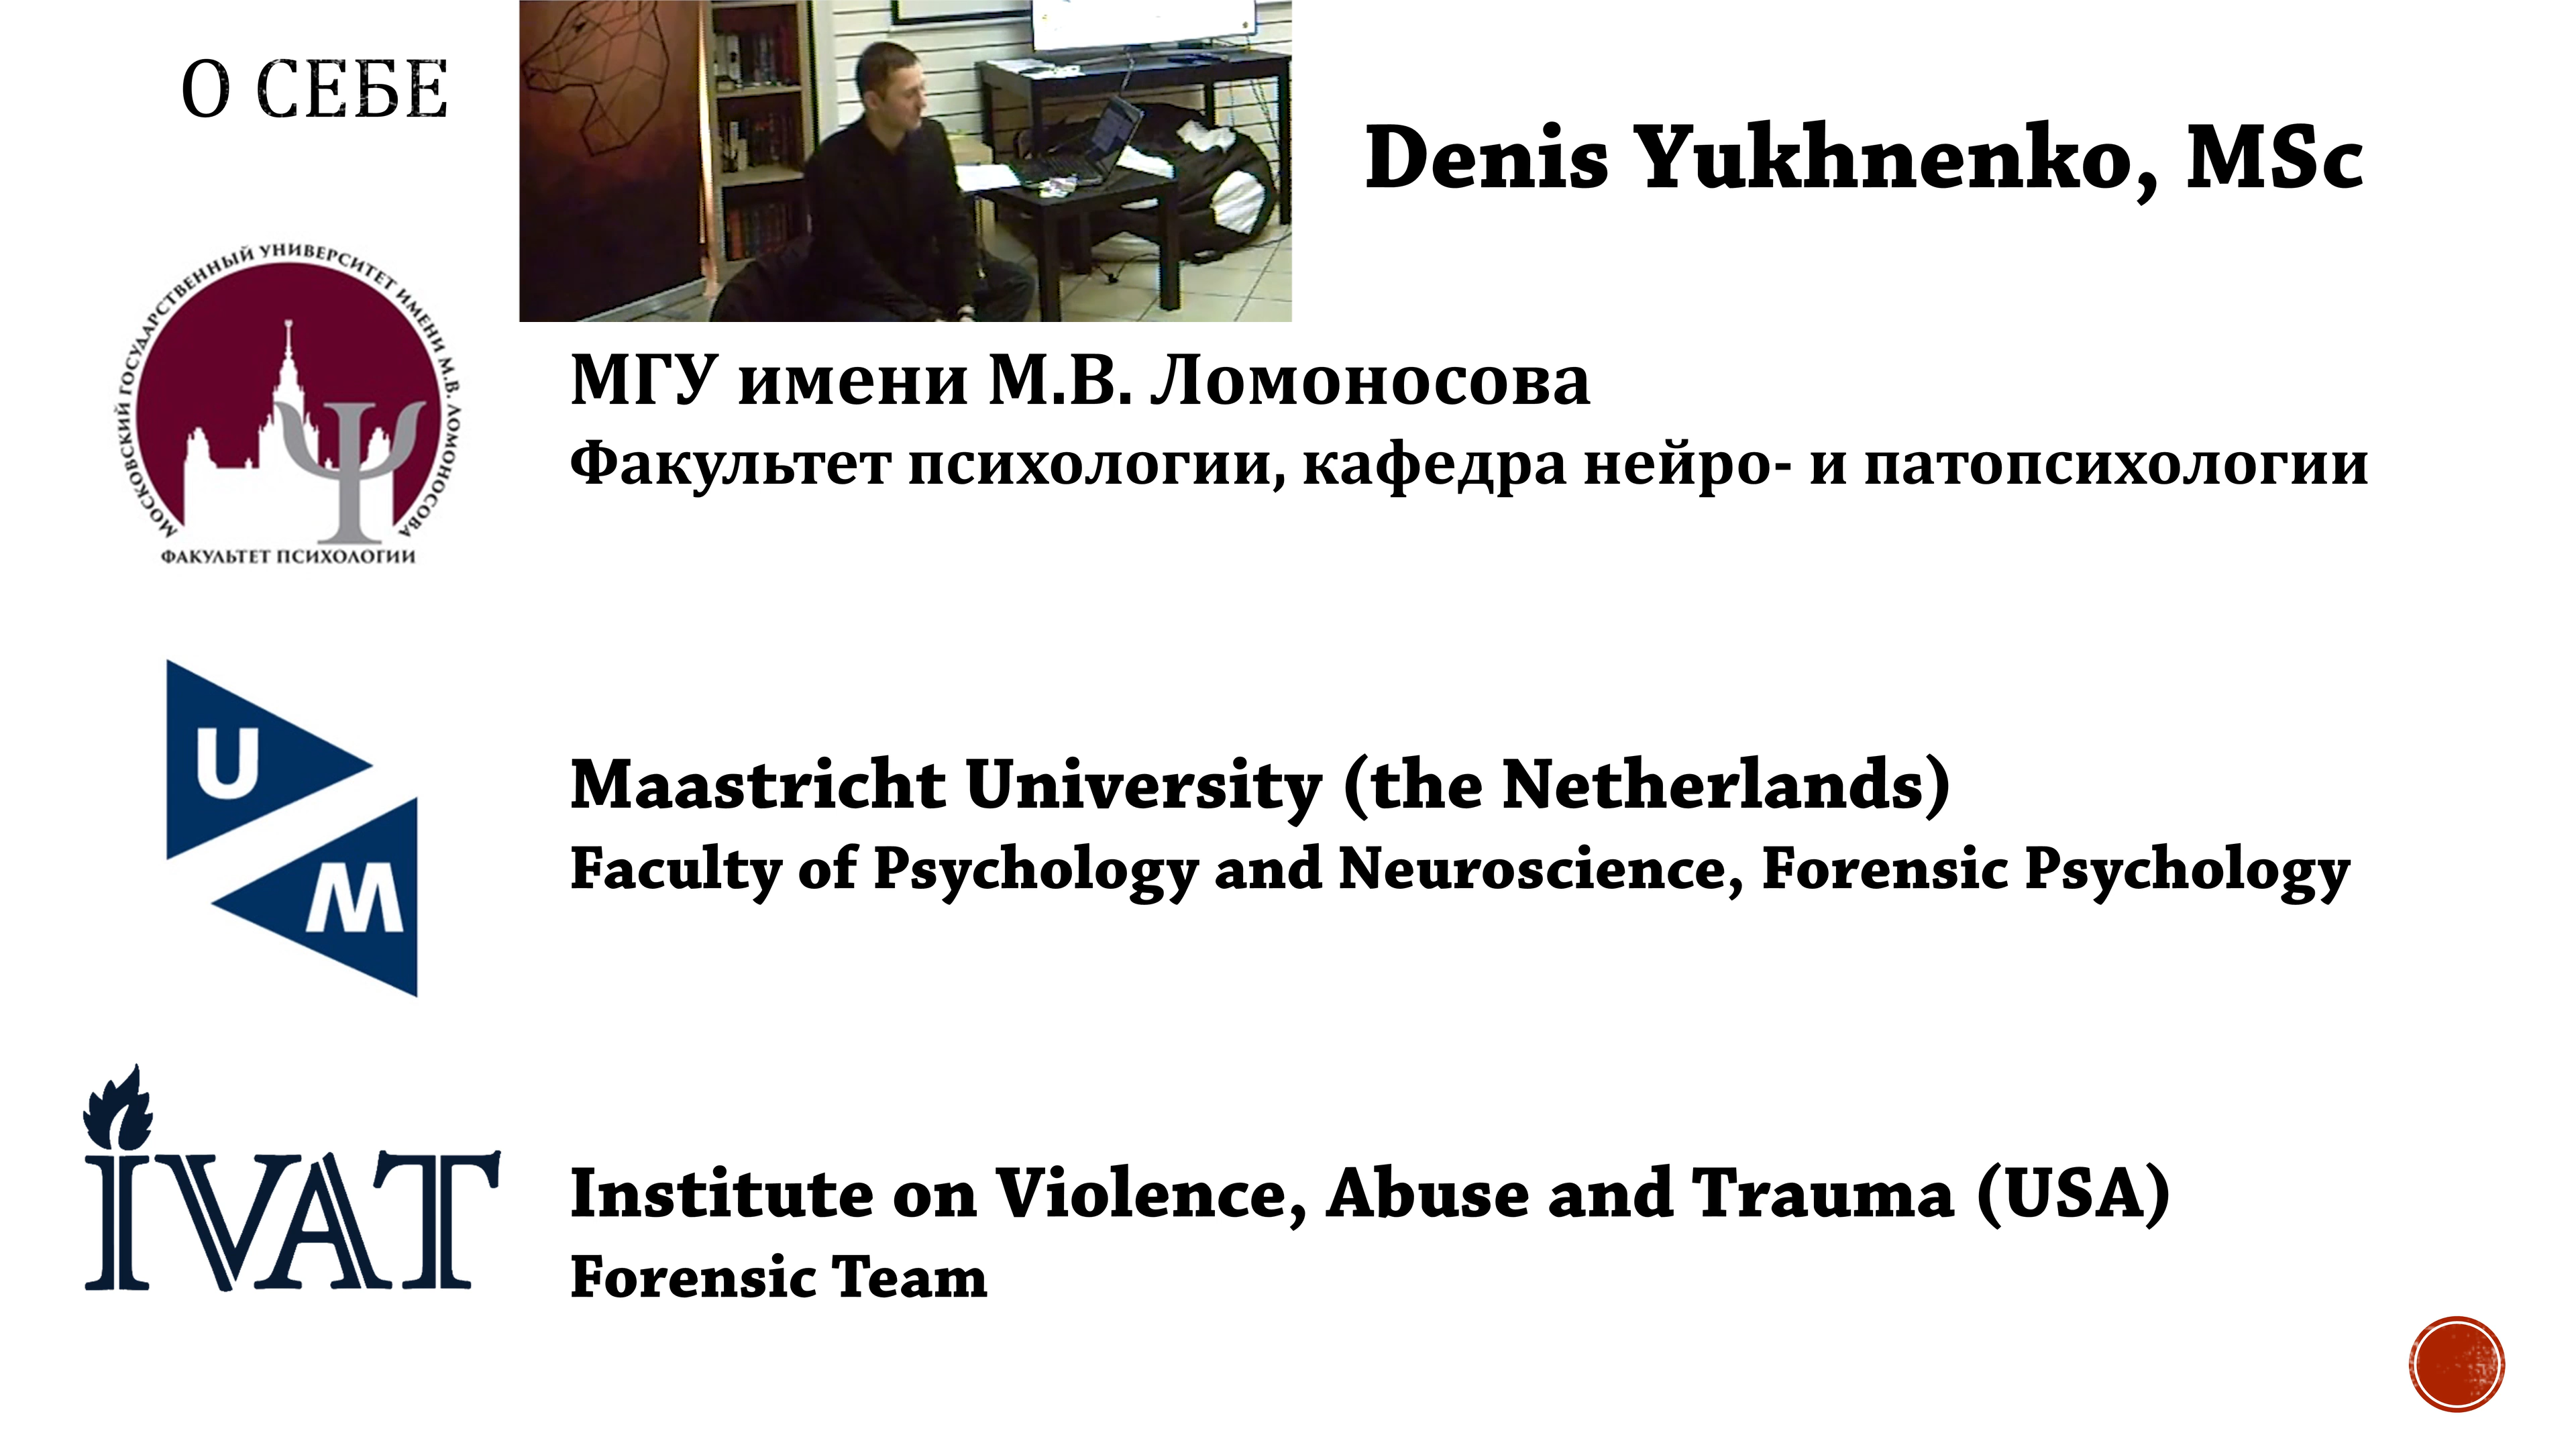 О СЕБЕ
Denis Yukhnenko, MSc
МОСКОВСКИЙ ГОСУДАРСТВЕННЫЙ УНИВЕРСИТЕТ ИМЕНИ М.В. ЛОМОНОСОВА
ФАКУЛЬТЕТ ПСИХОЛОГИИ
МГУ имени М.В. Ломоносова
Факультет психологии, кафедра нейро- и патопсихологии
U
M
Maastricht University (the Netherlands)
Faculty of Psychology and Neuroscience, Forensic Psychology
IVAT
Institute on Violence, Abuse and Trauma (USA)
Forensic Team